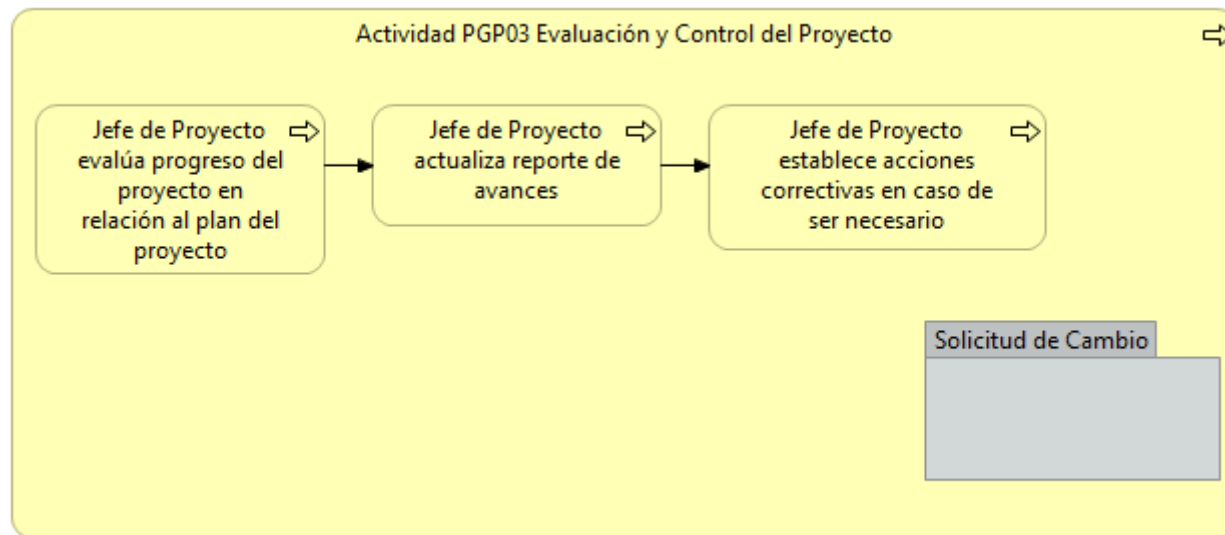 Actividad PGP03 Evaluación y Control del Proyecto
Jefe de Proyecto
evalúa progreso del
proyecto en
relación al plan del
proyecto
Jefe de Proyecto
actualiza reporte de
avances
Jefe de Proyecto
establece acciones
correctivas en caso de
ser necesario
Solicitud de Cambio